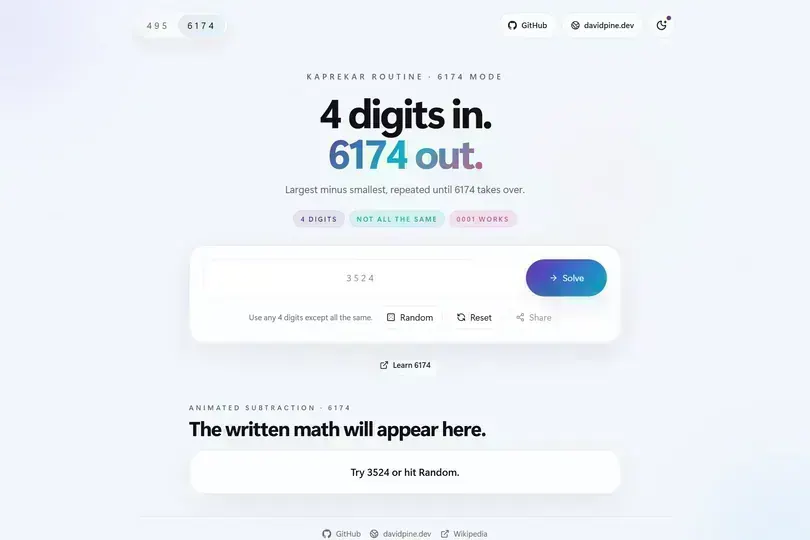 495 6174 GitHub davidpine.dev
KAPREKAR ROUTINE · 6174 MODE
4 digits in.
6174 out.
Largest minus smallest, repeated until 6174 takes over.
4 DIGITS NOT ALL THE SAME 0001 WORKS
3524 Solve
Use any 4 digits except all the same. Random Reset Share
Learn 6174
ANIMATED SUBTRACTION · 6174
The written math will appear here.
Try 3524 or hit Random.
GitHub davidpine.dev Wikipedia